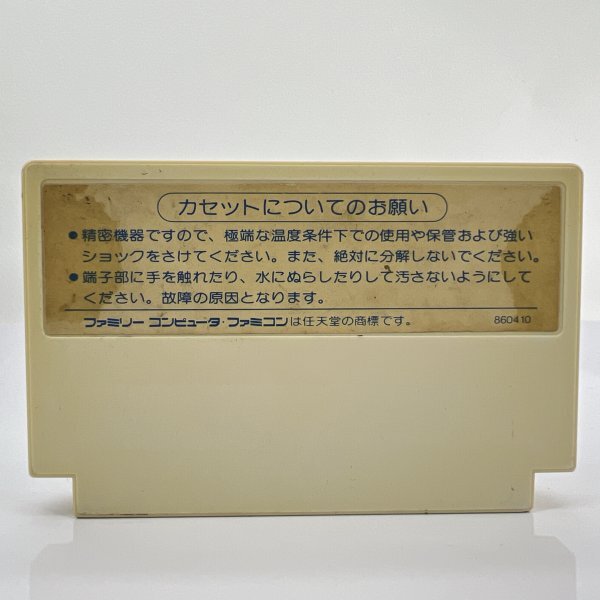 カセットについてのお願い
●精密機器ですので、極端な温度条件下での使用や保管および強い
ショックをさけてください。また、絶対に分解しないでください。
●端子部に手を触れたり、水にぬらしたりして汚さないようにして
ください。故障の原因となります。
ファミリー コンピュータ・ファミコンは任天堂の商標です。 860410